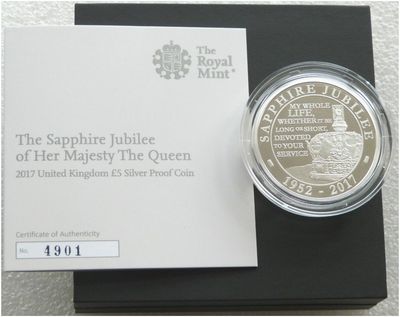 The
Royal
Mint®
The Sapphire Jubilee
of Her Majesty The Queen
2017 United Kingdom £5 Silver Proof Coin
Certificate of Authenticity
No. 4901
SAPPHIRE JUBILEE
MY WHOLE
LIFE,
WHETHER IT BE
LONG OR SHORT,
DEVOTED
TO YOUR
SERVICE
1952 - 2017